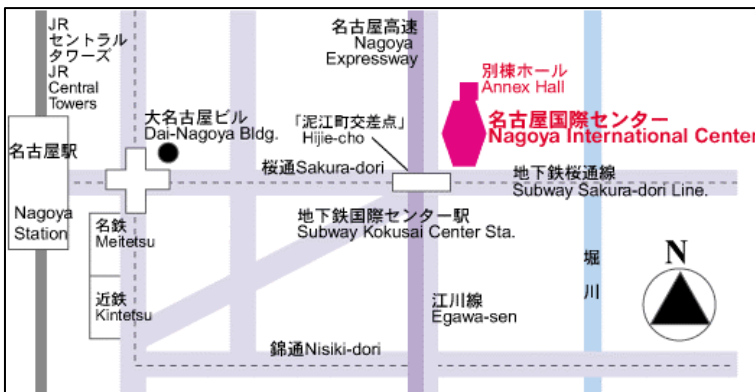 JR
セントラル
タワーズ
JR
Central
Towers
名古屋高速
Nagoya
Expressway
別棟ホール
Annex Hall
大名古屋ビル
Dai-Nagoya Bldg.
「泥江町交差点」
Hijie-cho
名古屋国際センター
Nagoya International Center
名古屋駅
Nagoya
Station
桜通Sakura-dori
地下鉄桜通線
Subway Sakura-dori Line.
名鉄
Meitetsu
地下鉄国際センター駅
Subway Kokusai Center Sta.
堀
川
N
近鉄
Kintetsu
江川線
Egawa-sen
錦通Nisiki-dori